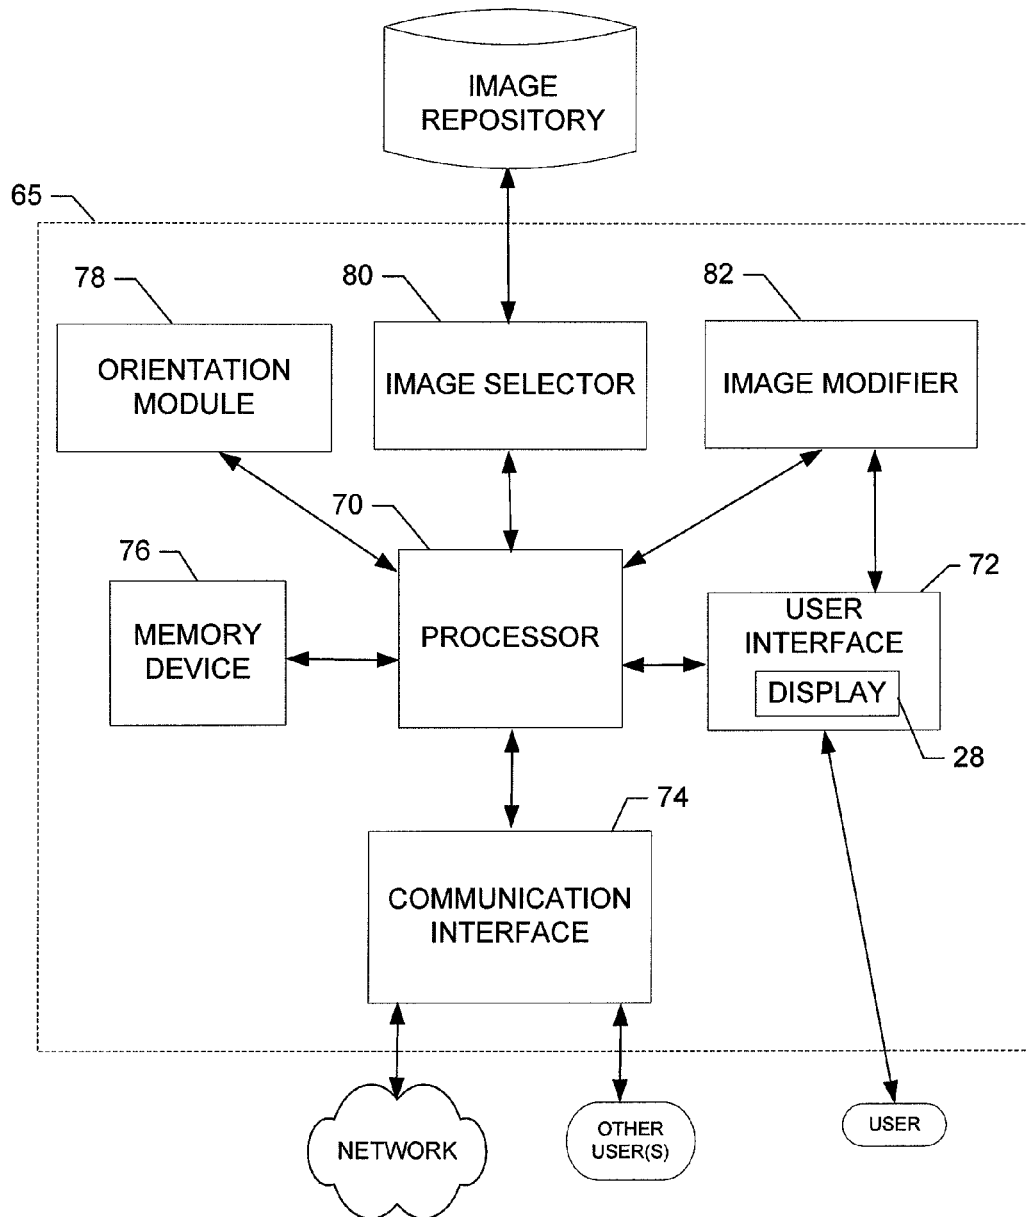 IMAGE
REPOSITORY
65
78
80
82
ORIENTATION
MODULE
IMAGE SELECTOR
IMAGE MODIFIER
70
76
72
MEMORY
DEVICE
PROCESSOR
USER
INTERFACE
DISPLAY
28
74
COMMUNICATION
INTERFACE
NETWORK
OTHER
USER(S)
USER